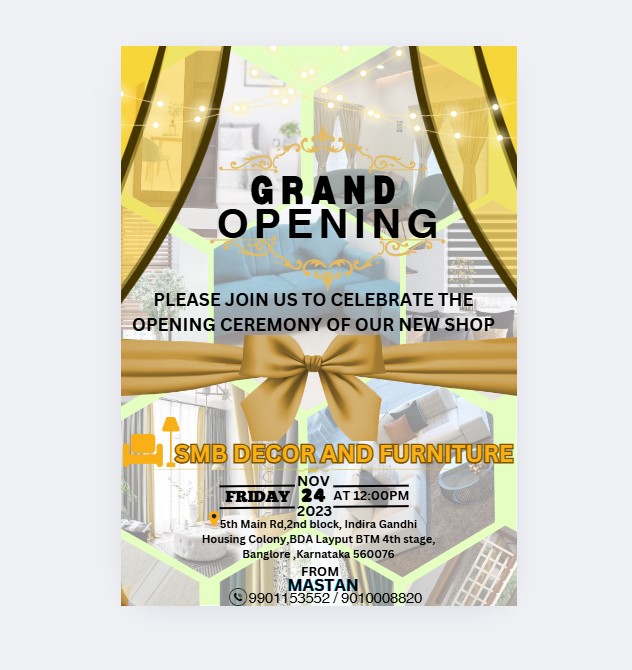 GRAND
OPENING
PLEASE JOIN US TO CELEBRATE THE
OPENING CEREMONY OF OUR NEW SHOP
SMB DECOR AND FURNITURE
NOV
FRIDAY 24 AT 12:00PM
2023
5th Main Rd,2nd block, Indira Gandhi
Housing Colony,BDA Layput BTM 4th stage,
Banglore ,Karnataka 560076
FROM
MASTAN
9901153552 / 9010008820